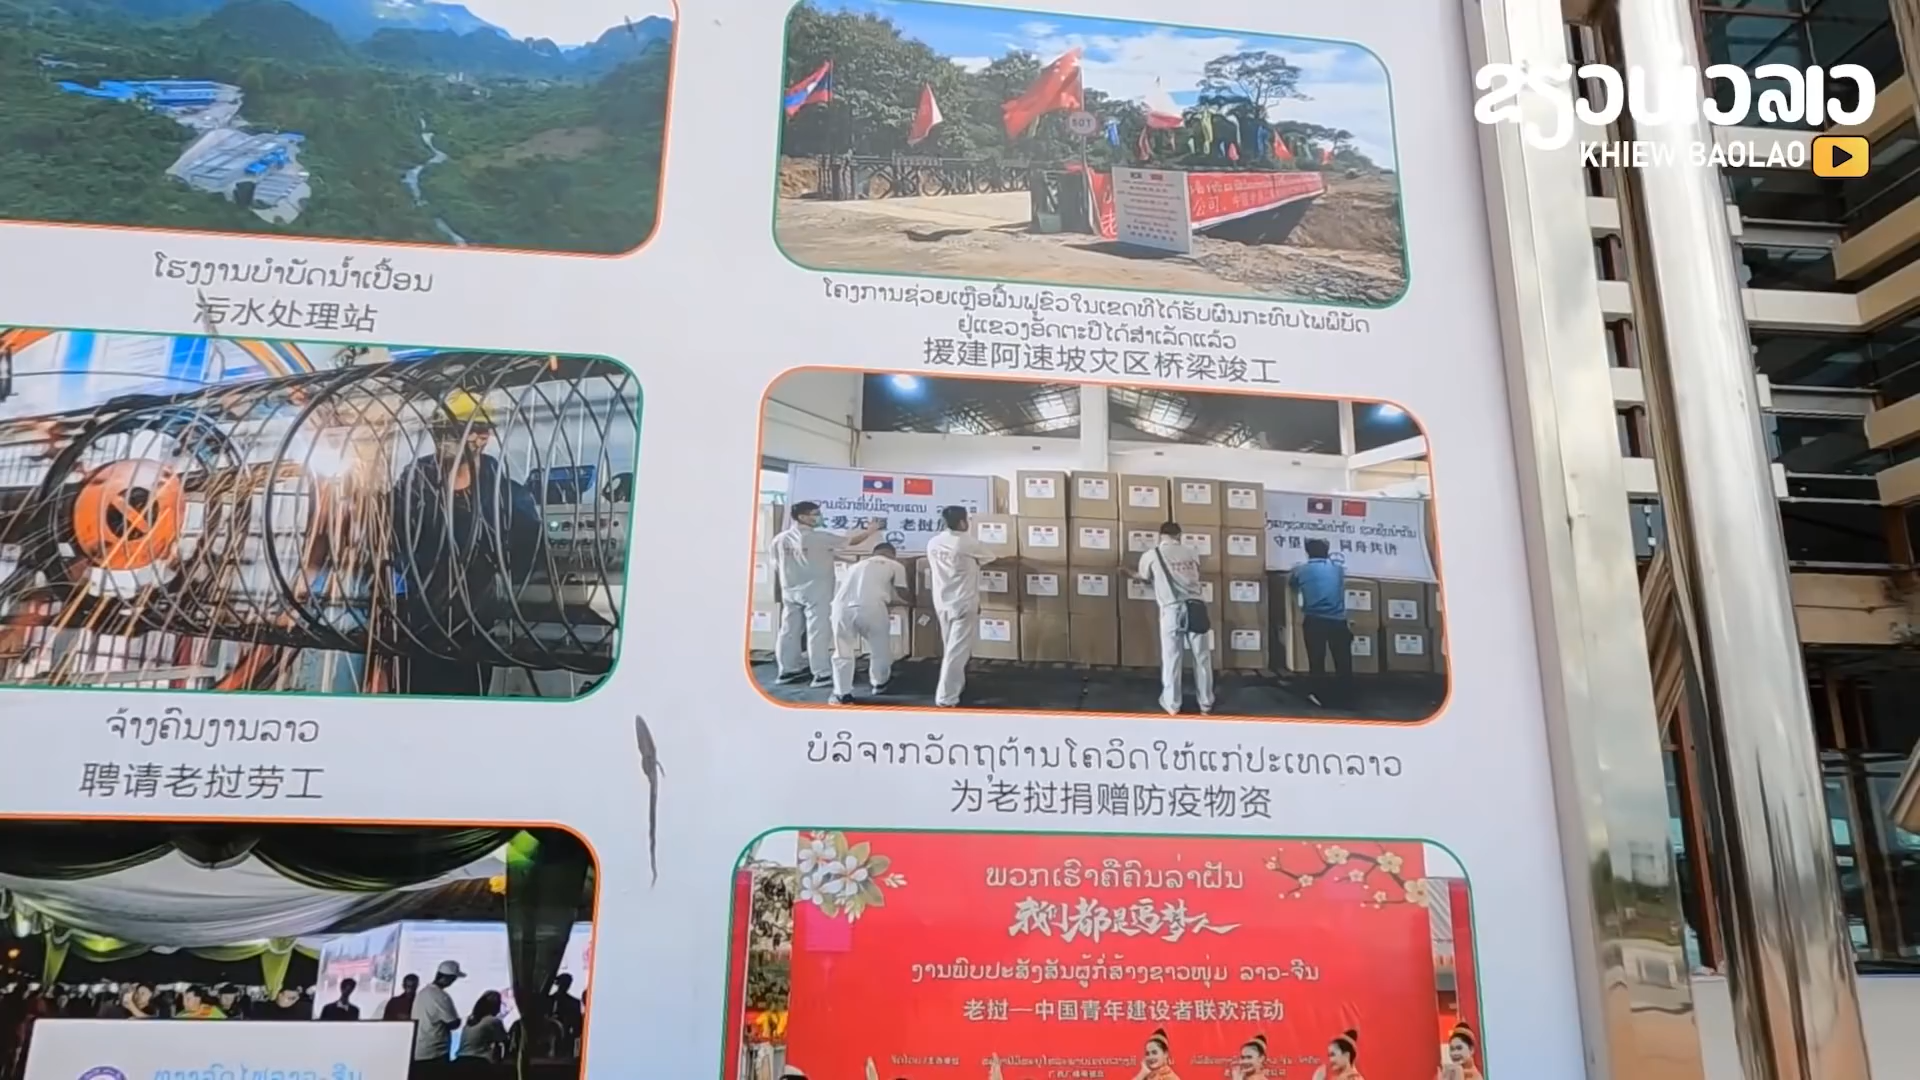 ຂຽວບ່າວລາວ
KHIEW BAOLAO
ໂຮງງານບຳບັດນ້ຳເປື້ອນ
污水处理站
ໂຄງການຊ່ວຍເຫຼືອຟື້ນຟູຂົວໃນເຂດທີ່ໄດ້ຮັບຜົນກະທົບໄພພິບັດ
ຢູ່ແຂວງອັດຕະປືໄດ້ສຳເລັດແລ້ວ
援建阿速坡灾区桥梁竣工
ຈ້າງຄົນງານລາວ
聘请老挝劳工
守望 同舟共济
ບໍລິຈາກວັດຖຸຕ້ານໂຄວິດໃຫ້ແກ່ປະເທດລາວ
为老挝捐赠防疫物资
ພວກເຮົາຄືຄົນລ່າຝັນ
我们都是追梦人
ງານພົບປະສັງສັນຜູ້ກໍ່ສ້າງຊາວໜຸ່ມ ລາວ-ຈີນ
老挝—中国青年建设者联欢活动